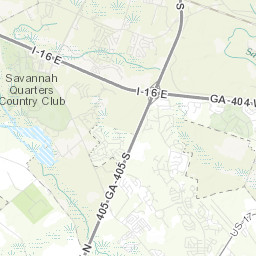 S
I-16 E
Savannah
Quarters
Country Club
I-16 E
GA-404
405-GA-405-S
US-17
N